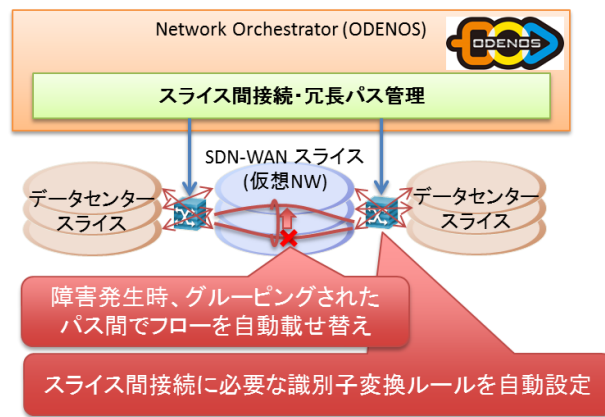 Network Orchestrator (ODENOS)
ODENOS
スライス間接続・冗長パス管理
SDN-WAN スライス
(仮想NW)
データセンター
スライス
データセンター
スライス
障害発生時、グルーピングされた
パス間でフローを自動載せ替え
スライス間接続に必要な識別子変換ルールを自動設定